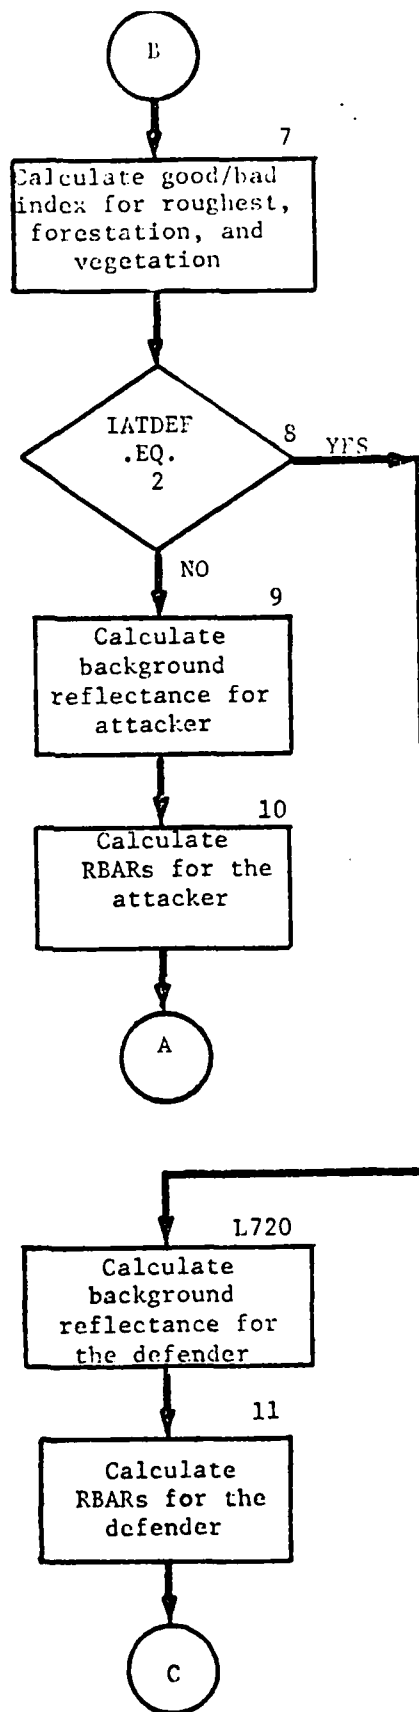 B
7
Calculate good/bad
index for roughest,
forestation, and
vegetation
IATDEF
.EQ.
2
8
YES
NO
9
Calculate
background
reflectance for
attacker
10
Calculate
RBARs for the
attacker
A
L720
Calculate
background
reflectance for
the defender
11
Calculate
RBARs for the
defender
C